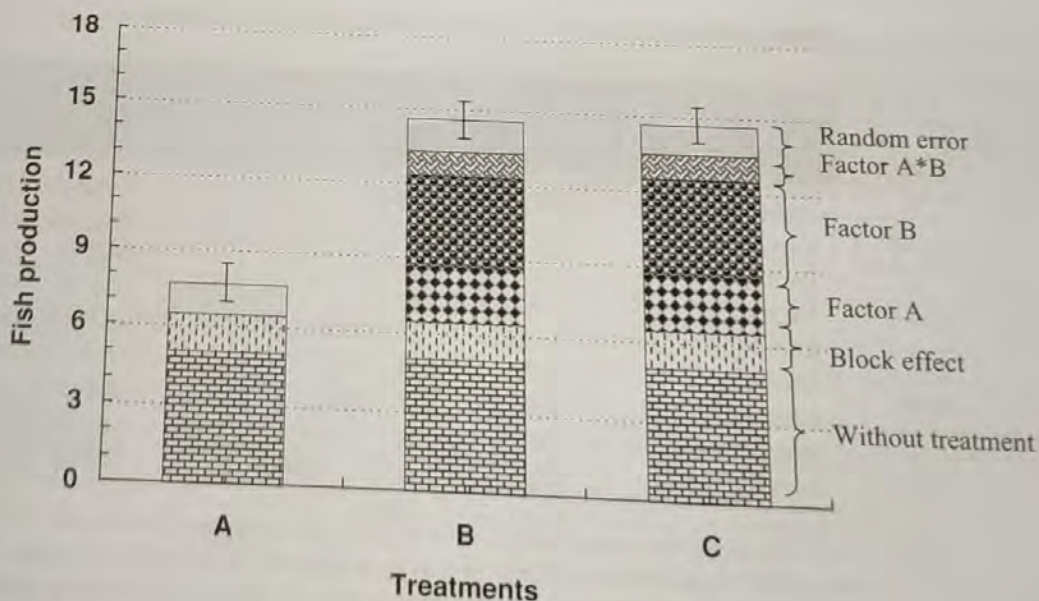 18
15
12
9
6
3
0
Fish production
A
B
C
Treatments
Random error
Factor A*B
Factor B
Factor A
Block effect
Without treatment